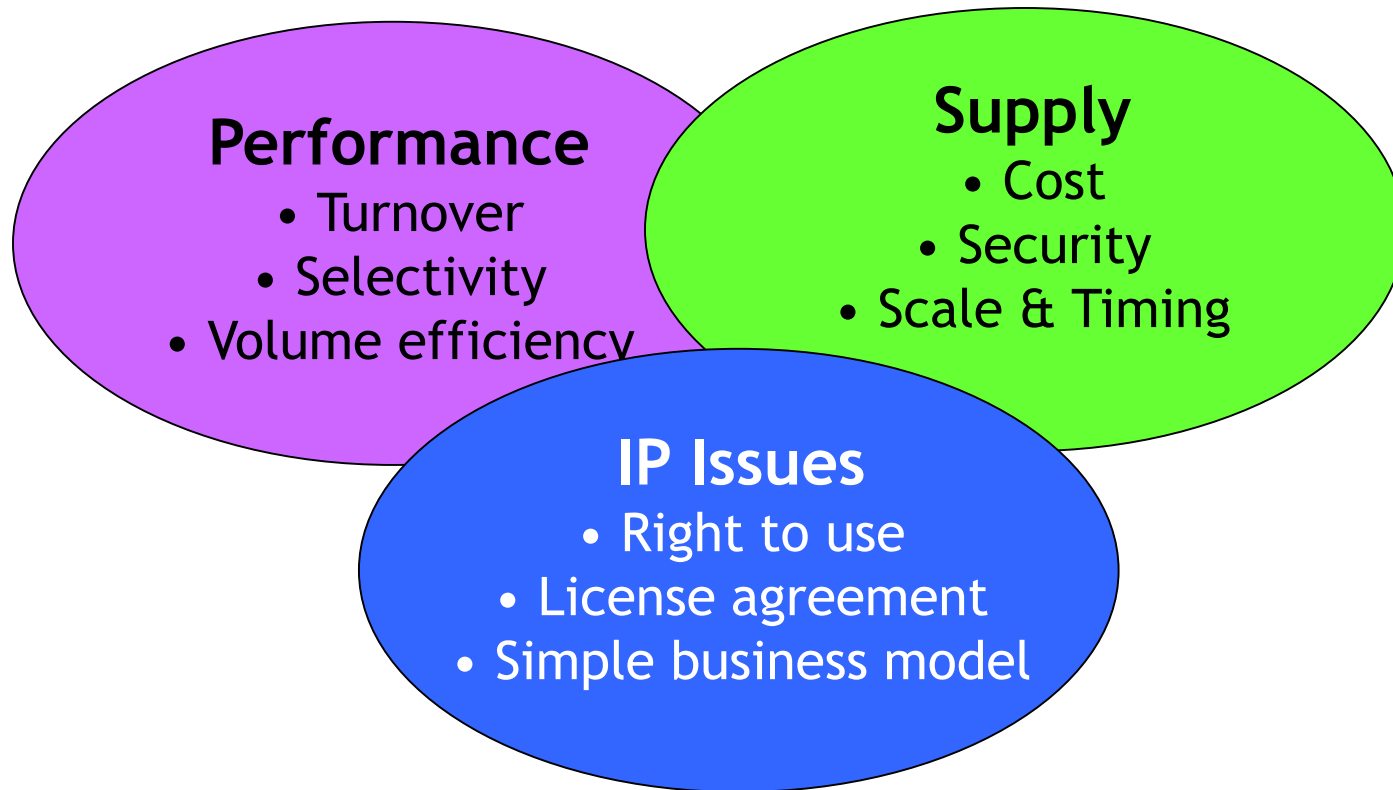 Performance
• Turnover
• Selectivity
• Volume efficiency
Supply
• Cost
• Security
• Scale & Timing
IP Issues
• Right to use
• License agreement
• Simple business model